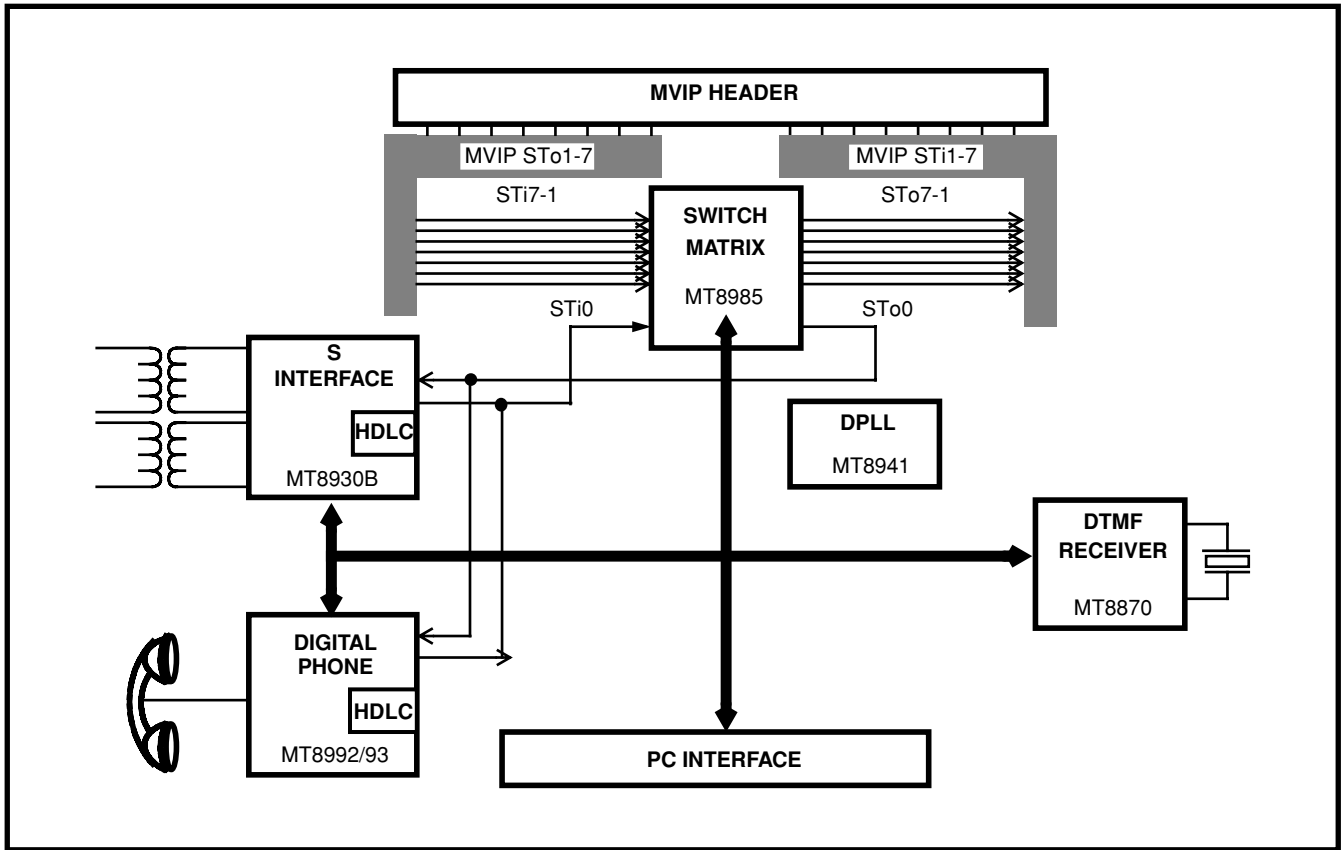 MVIP HEADER
MVIP STo1-7
MVIP STi1-7
STi7-1
STo7-1
SWITCH
MATRIX
MT8985
STi0
STo0
S
INTERFACE
HDLC
MT8930B
DPLL
MT8941
DTMF
RECEIVER
MT8870
DIGITAL
PHONE
HDLC
MT8992/93
PC INTERFACE